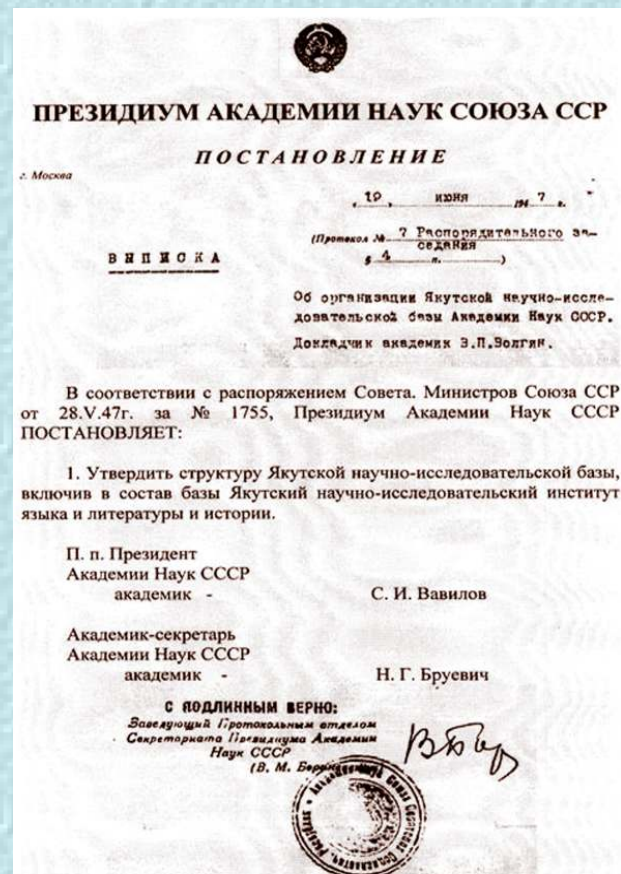 ПРЕЗИДИУМ АКАДЕМИИ НАУК СОЮЗА ССР
ПОСТАНОВЛЕНИЕ
г. Москва
„ 19 „ июня 194 7 г.
(Протокол № 7 Распорядительного за-
седания
ВЫПИСКА
§ 4 п. )
Об организации Якутской научно-иссле-
довательской базы Академии Наук СССР.
Докладчик академик З.П.Волгин.
В соответствии с распоряжением Совета. Министров Союза ССР
от 28.V.47г. за № 1755, Президиум Академии Наук СССР
ПОСТАНОВЛЯЕТ:
1. Утвердить структуру Якутской научно-исследовательской базы,
включив в состав базы Якутский научно-исследовательский институт
языка и литературы и истории.
П. п. Президент
Академии Наук СССР
академик - С. И. Вавилов
Академик-секретарь
Академии Наук СССР
академик - Н. Г. Бруевич
С ПОДЛИННЫМ ВЕРНО:
Заведующий Протокольным отделом
Секретариата Президиума Академии
Наук СССР
(В. М.